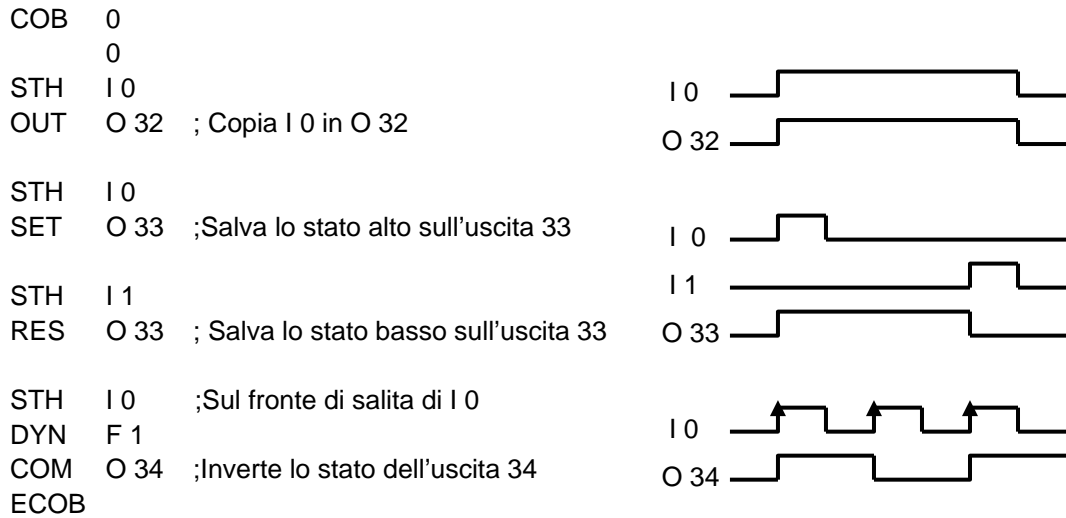 COB 0
0
STH I 0
OUT O 32 ; Copia I 0 in O 32
STH I 0
SET O 33 ;Salva lo stato alto sull'uscita 33
STH I 1
RES O 33 ; Salva lo stato basso sull'uscita 33
STH I 0 ;Sul fronte di salita di I 0
DYN F 1
COM O 34 ;Inverte lo stato dell'uscita 34
ECOB
I 0
O 32
I 0
I 1
O 33
I 0
O 34